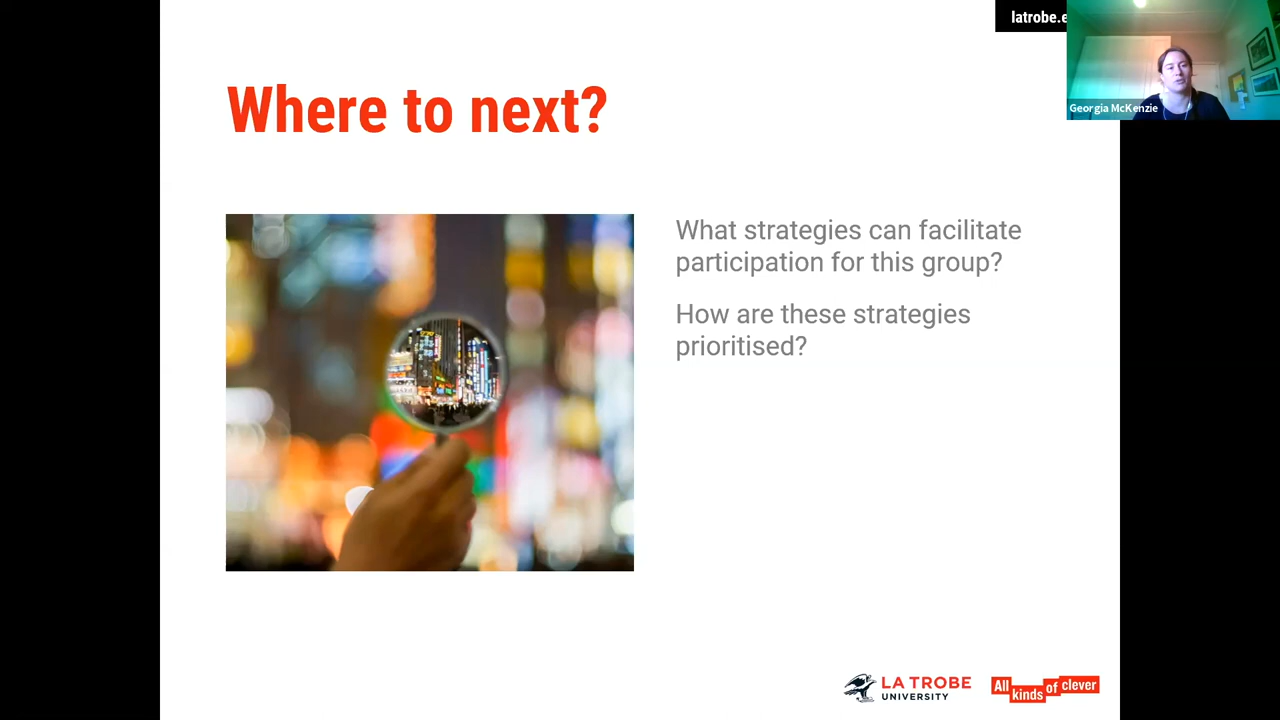 latrobe.e
Georgia McKenzie
Where to next?
What strategies can facilitate
participation for this group?
How are these strategies
prioritised?
LA TROBE
UNIVERSITY
All kinds of clever